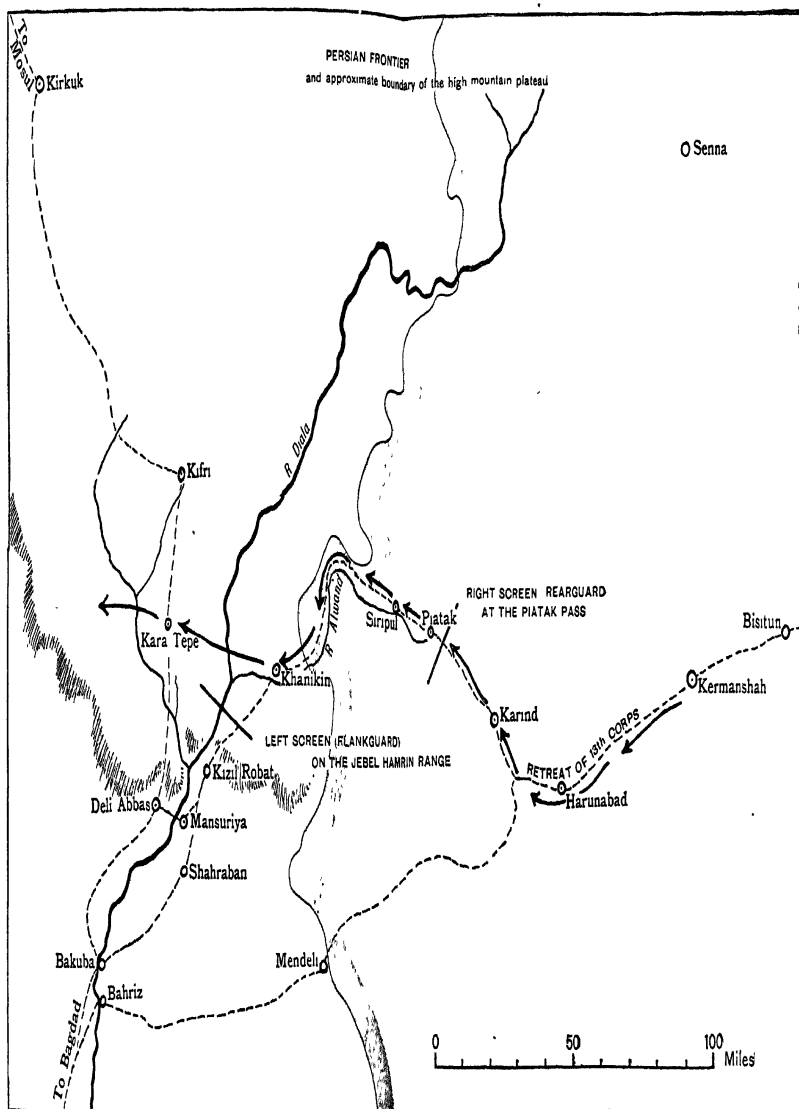 To
Mosul
Kirkuk
PERSIAN FRONTIER
and approximate boundary of the high mountain plateau
Senna
R Diala
Kifri
RIGHT SCREEN REARGUARD
AT THE PIATAK PASS
Siripul
Piatak
R Alwand
Bisitun
Kara Tepe
Khanikin
Kermanshah
Karind
RETREAT OF 13th CORPS
LEFT SCREEN (FLANKGUARD)
ON THE JEBEL HAMRIN RANGE
Kizil Robat
Harunabad
Deli Abbas
Mansuriya
Shahraban
Bakuba
Mendeli
Bahriz
To Bagdad
0 50 100
Miles